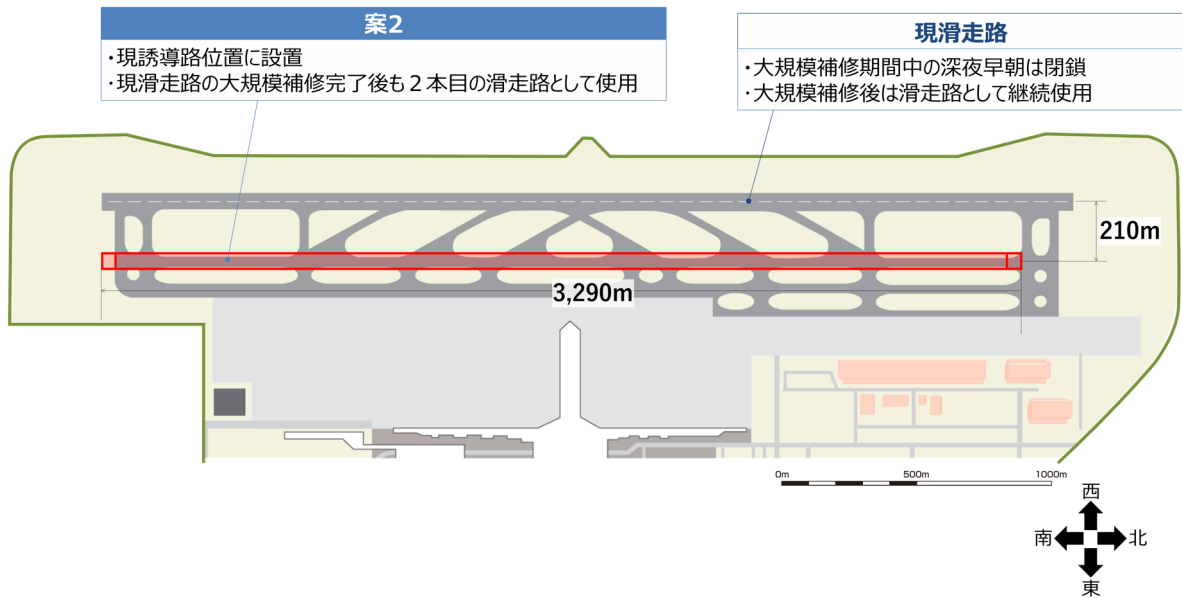 案2
・現誘導路位置に設置
・現滑走路の大規模補修完了後も２本目の滑走路として使用
現滑走路
・大規模補修期間中の深夜早朝は閉鎖
・大規模補修後は滑走路として継続使用
210m
3,290m
0m 500m 1000m
西
南 北
東